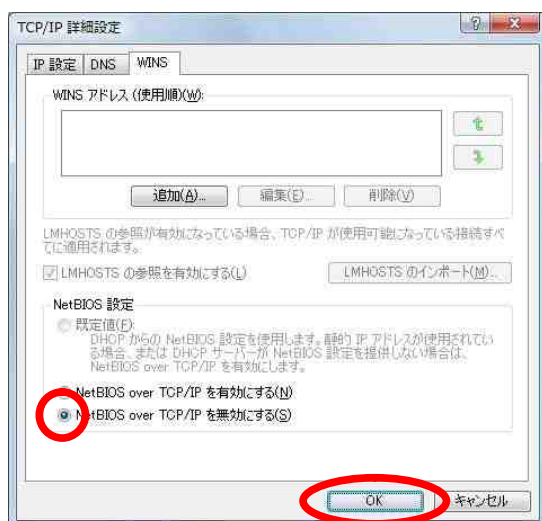 TCP/IP 詳細設定
IP 設定 DNS WINS
WINS アドレス (使用順)(W):
追加(A)... 編集(E)... 削除(V)
LMHOSTS の参照が有効になっている場合、TCP/IP が使用可能になっている接続すべ
てに適用されます。
LMHOSTS の参照を有効にする(L) LMHOSTS のインポート(M)...
NetBIOS 設定
既定値(F):
DHCP からの NetBIOS 設定を使用します。静的 IP アドレスが使用されてい
る場合、または DHCP サーバーが NetBIOS 設定を提供しない場合は、
NetBIOS over TCP/IP を有効にします。
NetBIOS over TCP/IP を有効にする(N)
NetBIOS over TCP/IP を無効にする(S)
OK キャンセル